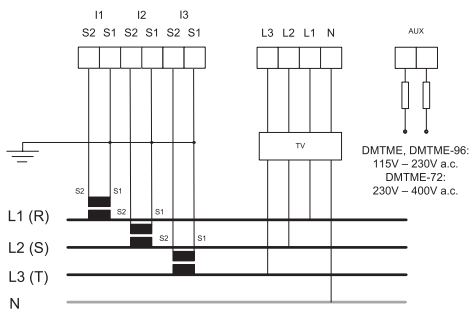 I1 I2 I3
S2 S1 S2 S1 S2 S1
L3 L2 L1 N
AUX
TV
DMTME, DMTME-96:
115V – 230V a.c.
DMTME-72:
230V – 400V a.c.
S2 S1
L1 (R)
S2 S1
L2 (S)
S2 S1
L3 (T)
N